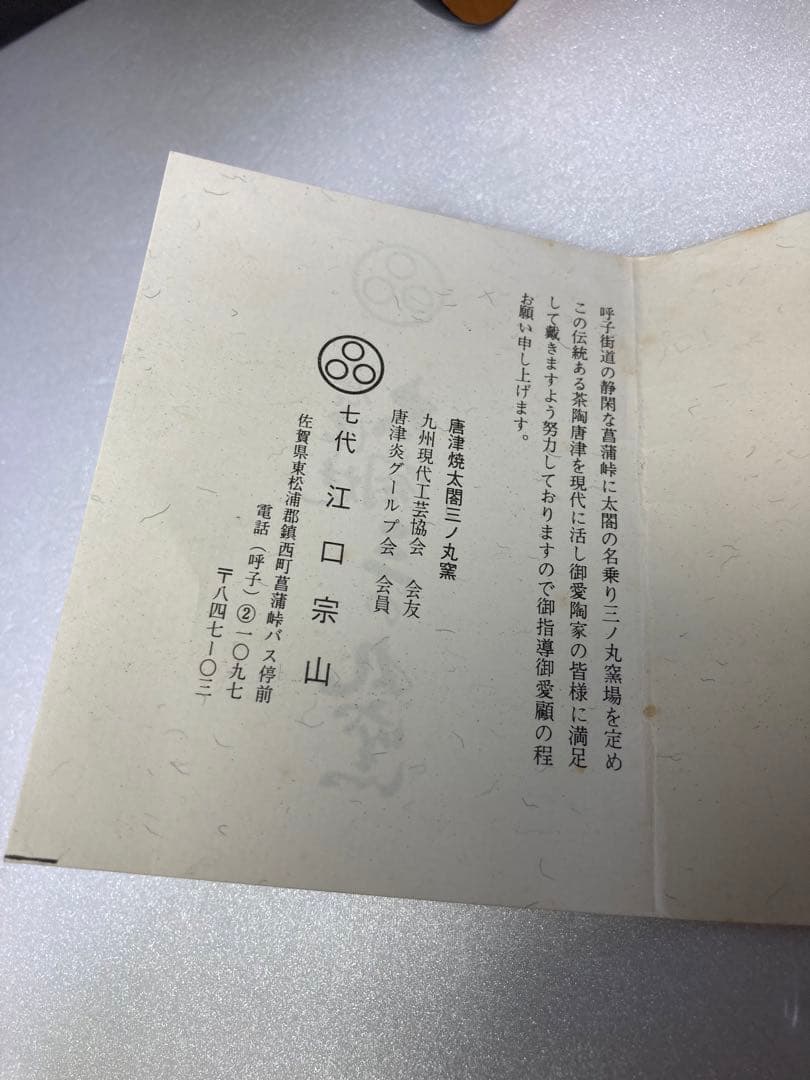 呼子街道の静閑な菖蒲峠に太閤の名乗り三ノ丸窯場を定め
この伝統ある茶陶唐津を現代に活し御愛陶家の皆様に満足
して戴きますよう努力しておりますので御指導御愛顧の程
お願い申し上げます。
唐津焼太閤三ノ丸窯
九州現代工芸協会 会友
唐津炎グールプ会 会員
七代 江口宗山
佐賀県東松浦郡鎮西町菖蒲峠バス停前
電話（呼子）②一〇九七
〒八四七ー〇三